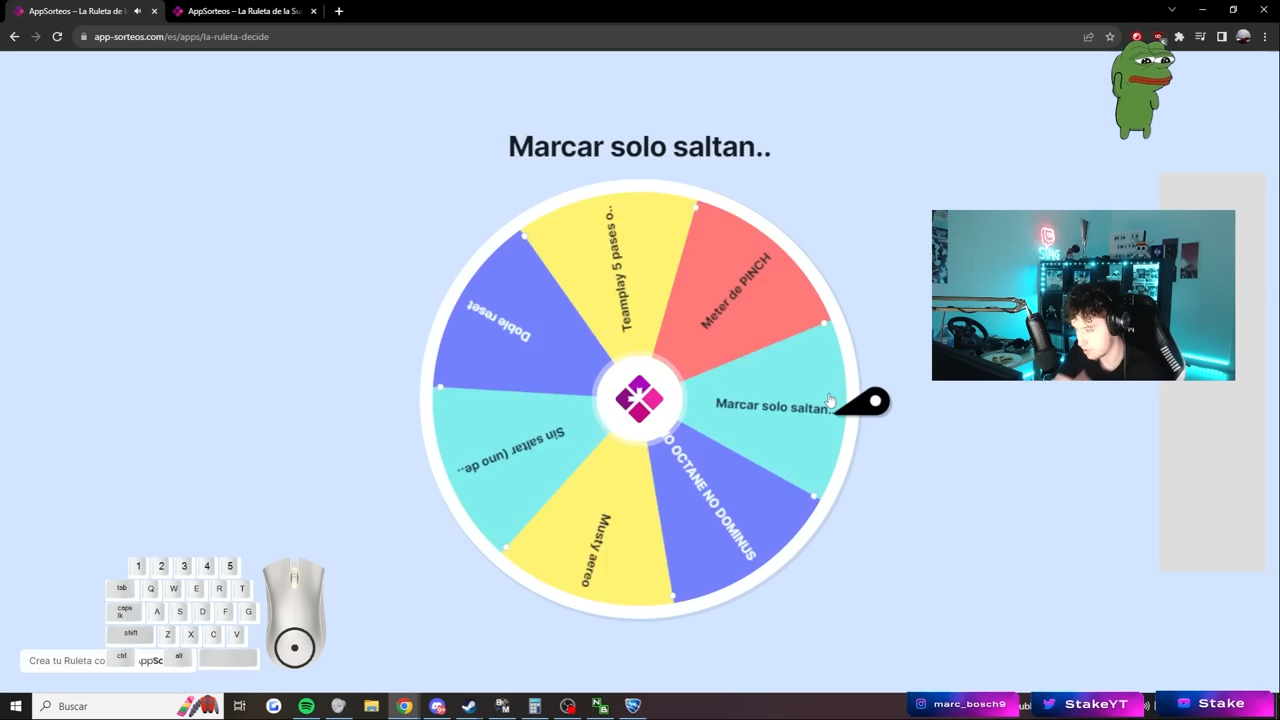 AppSorteos – La Ruleta de l
AppSorteos – La Ruleta de la Su
app-sorteos.com/es/apps/la-ruleta-decide
Marcar solo saltan..
Teamplay 5 pases o..
Meter de PINCH
Doble reset
Marcar solo saltan..
Sin saltar (uno de..
O OCTANE NO DOMINUS
Musty aereo
1 2 3 4 5
tab Q W E R T
caps lk A S D F G
shift Z X C V
ctrl alt
Crea tu Ruleta co
Buscar
marc_bosch9
StakeYT
Stake